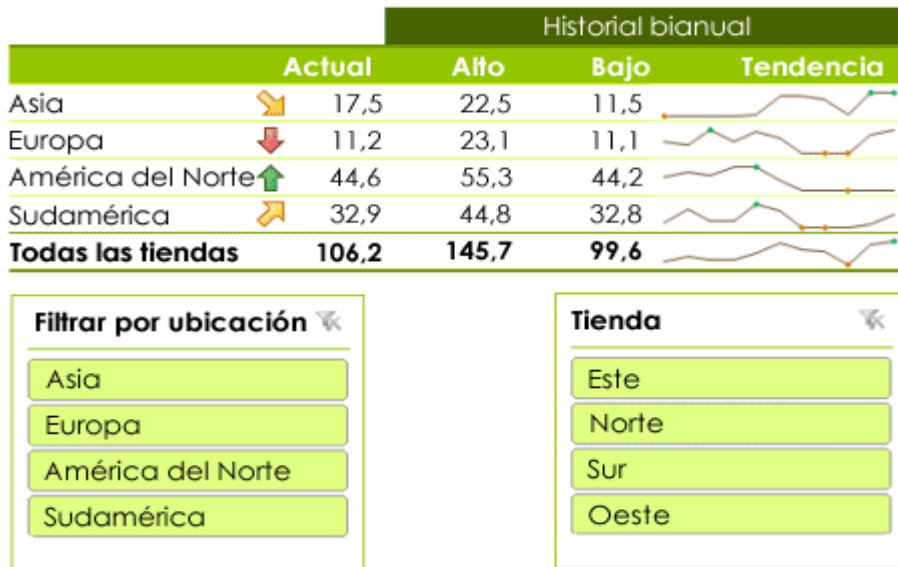 Historial bianual
Actual Alto Bajo Tendencia
Asia 17,5 22,5 11,5
Europa 11,2 23,1 11,1
América del Norte 44,6 55,3 44,2
Sudamérica 32,9 44,8 32,8
Todas las tiendas 106,2 145,7 99,6
Filtrar por ubicación
Asia
Europa
América del Norte
Sudamérica
Tienda
Este
Norte
Sur
Oeste